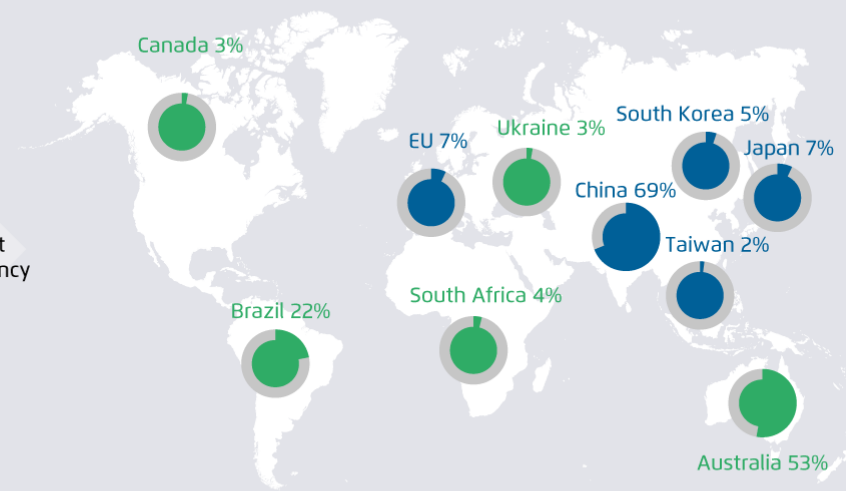 Canada 3%
South Korea 5%
Ukraine 3%
EU 7%
Japan 7%
China 69%
Taiwan 2%
South Africa 4%
Brazil 22%
Australia 53%